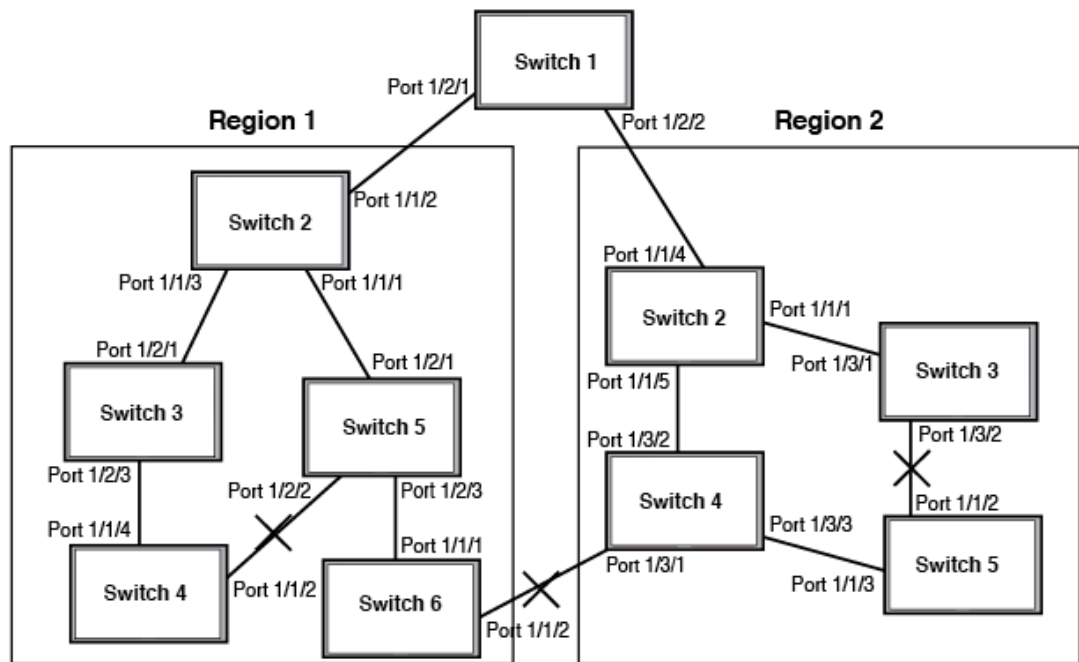 Switch 1
Port 1/2/1
Region 1
Port 1/2/2
Region 2
Port 1/1/2
Switch 2
Port 1/1/3
Port 1/1/1
Port 1/1/4
Switch 2
Port 1/1/1
Port 1/2/1
Port 1/2/1
Port 1/3/1
Switch 3
Port 1/1/5
Switch 3
Switch 5
Port 1/3/2
Port 1/3/2
Port 1/2/3
Port 1/2/2
Port 1/2/3
Switch 4
Port 1/1/2
Port 1/1/4
Port 1/3/3
Port 1/1/1
Port 1/3/1
Switch 5
Switch 4
Port 1/1/2
Switch 6
Port 1/1/3
Port 1/1/2